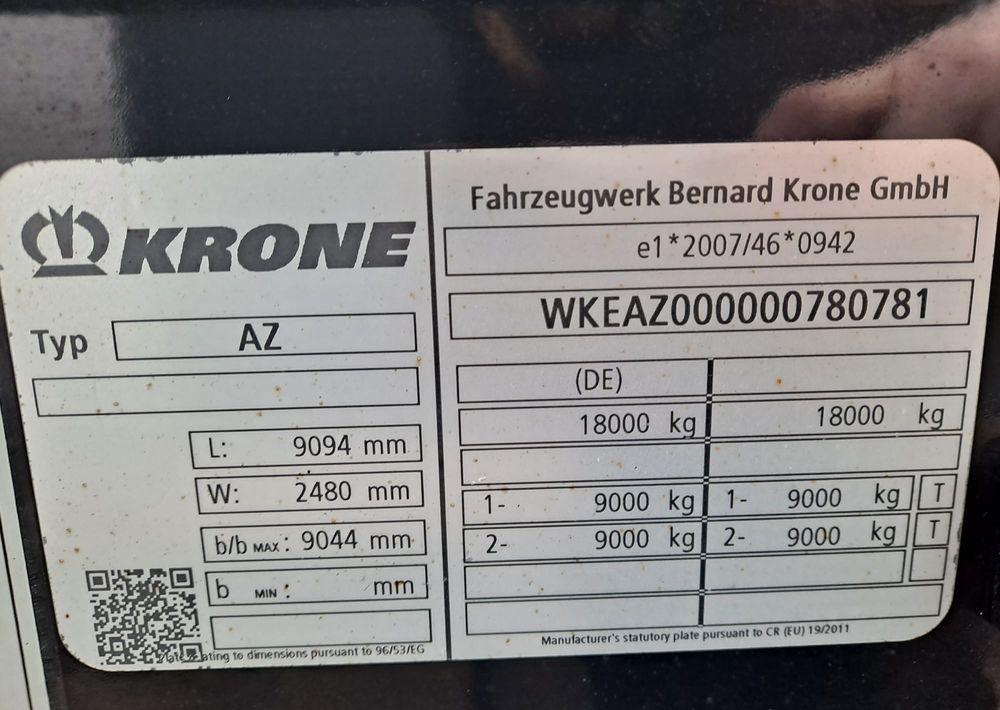 KRONE
Typ AZ
L: 9094 mm
W: 2480 mm
b/b MAX : 9044 mm
b MIN : mm
ating to dimensions pursuant to 96/53/EG
Fahrzeugwerk Bernard Krone GmbH
e1*2007/46*0942
WKEAZ000000780781
(DE)
18000 kg 18000 kg
1- 9000 kg 1- 9000 kg T
2- 9000 kg 2- 9000 kg T
Manufacturer's statutory plate pursuant to CR (EU) 19/2011